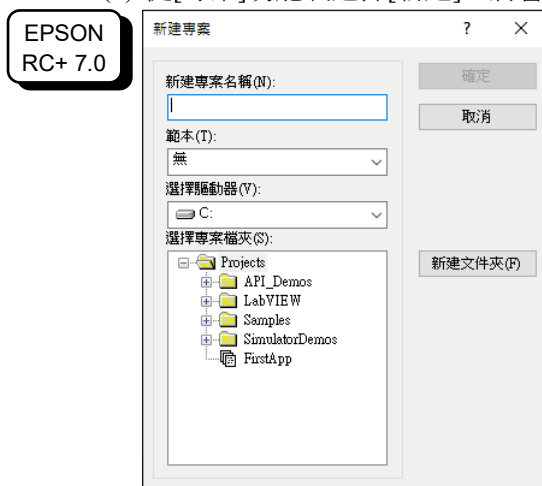 EPSON
RC+ 7.0
新建專案
新建專案名稱(N):
確定
取消
範本(T):
無
選擇驅動器(V):
C:
選擇專案檔夾(S):
新建文件夾(F)
Projects
API_Demos
LabVIEW
Samples
SimulatorDemos
FirstApp